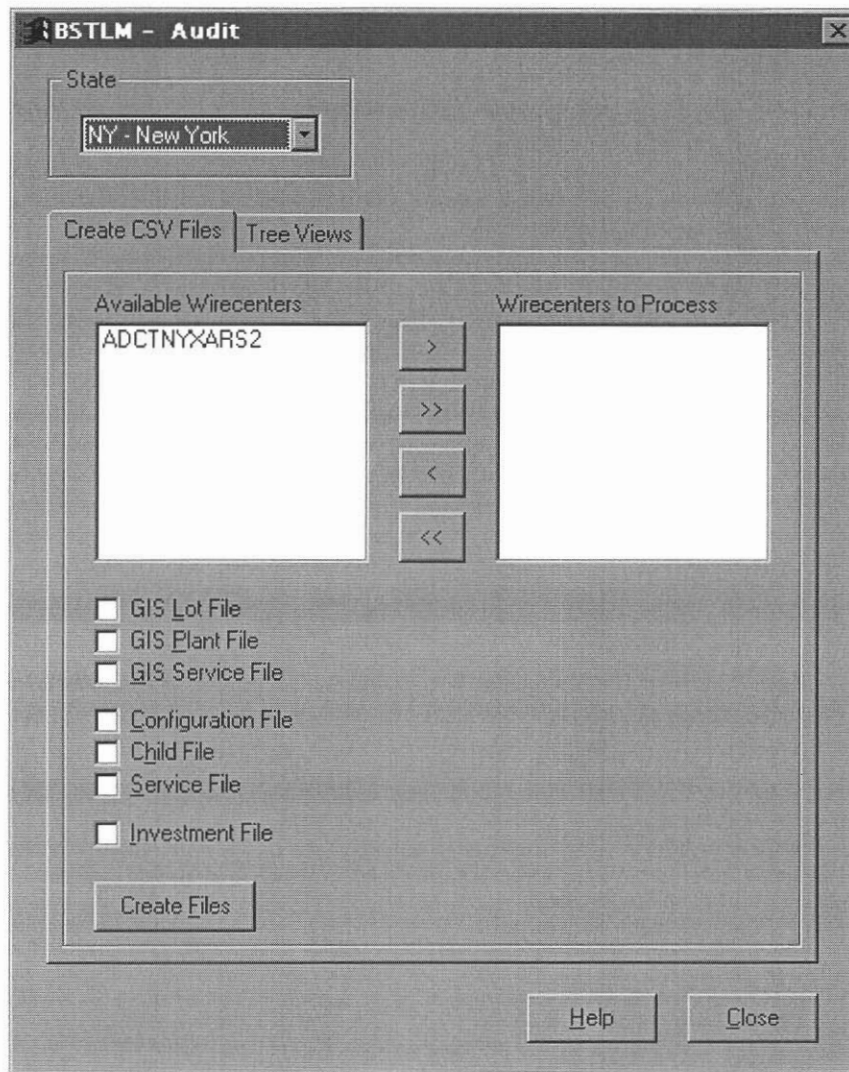 BSTLM - Audit
State
NY - New York
Create CSV Files
Tree Views
Available Wirecenters
Wirecenters to Process
ADCTNYXARS2
>
>>
<
<<
GIS Lot File
GIS Plant File
GIS Service File
Configuration File
Child File
Service File
Investment File
Create Files
Help
Close